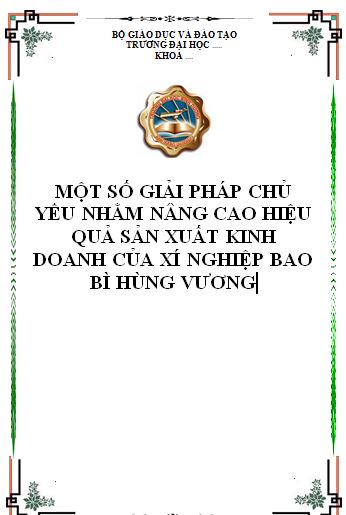 BỘ GIÁO DỤC VÀ ĐÀO TẠO
TRƯỜNG ĐẠI HỌC .....
KHOA ....
MỘT SỐ GIẢI PHÁP CHỦ
YẾU NHẰM NÂNG CAO HIỆU
QUẢ SẢN XUẤT KINH
DOANH CỦA XÍ NGHIỆP BAO
BÌ HÙNG VƯƠNG